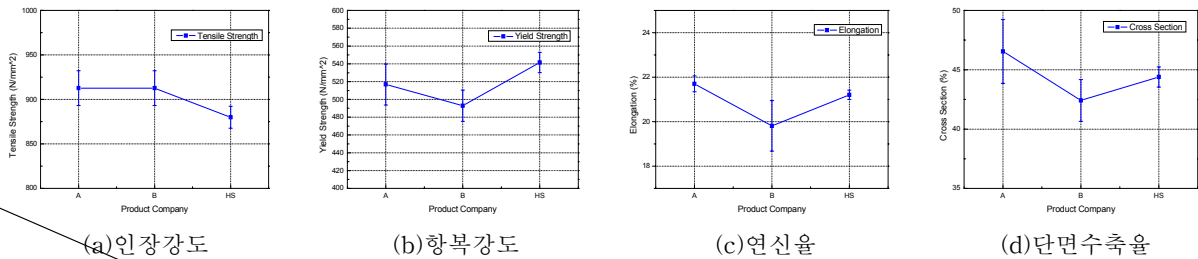 1000
950
900
850
800
Tensile Strength (N/mm^2)
Tensile Strength
A B HS
Product Company
(a)인장강도
600
580
560
540
520
500
480
460
440
420
400
Yield Strength (N/mm^2)
Yield Strength
A B HS
Product Company
(b)항복강도
24
22
20
18
Elongation (%)
Elongation
A B HS
Product Company
(c)연신율
50
45
40
35
Cross Section (%)
Cross Section
A B HS
Product Company
(d)단면수축율